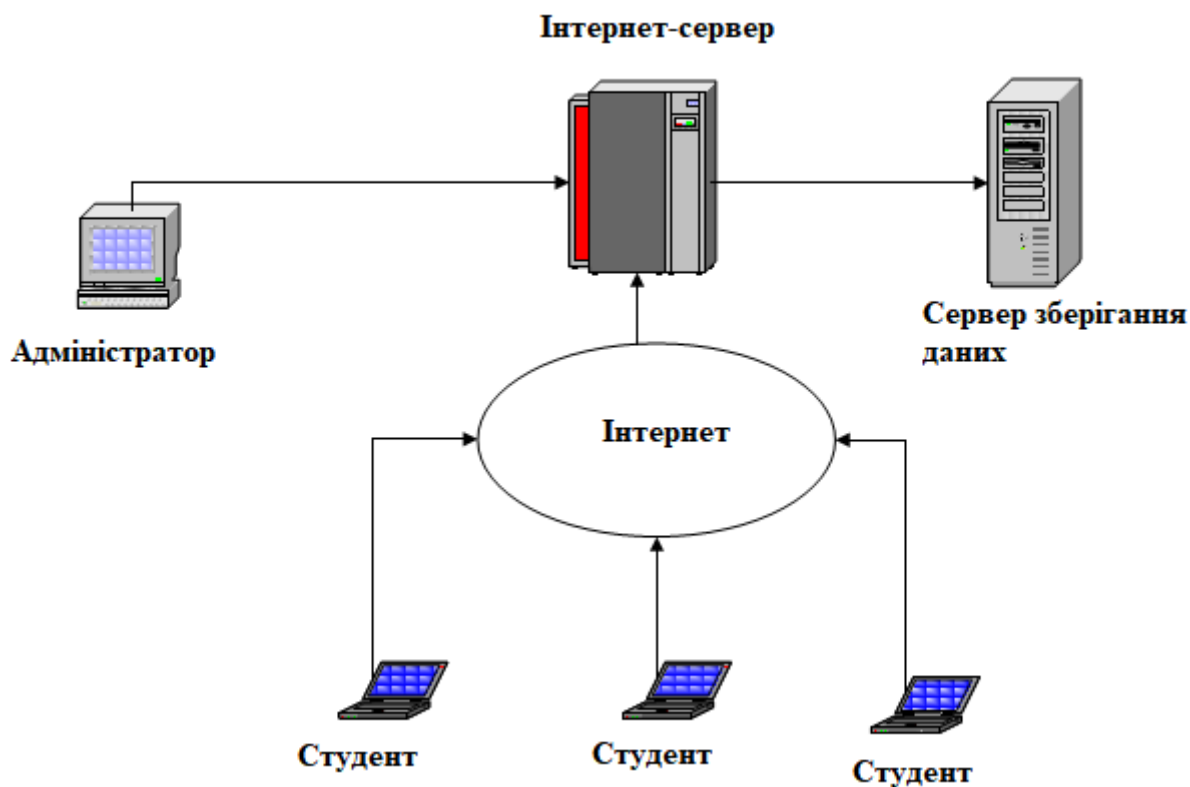 Інтернет-сервер
Адміністратор
Сервер зберігання
даних
Інтернет
Студент
Студент
Студент